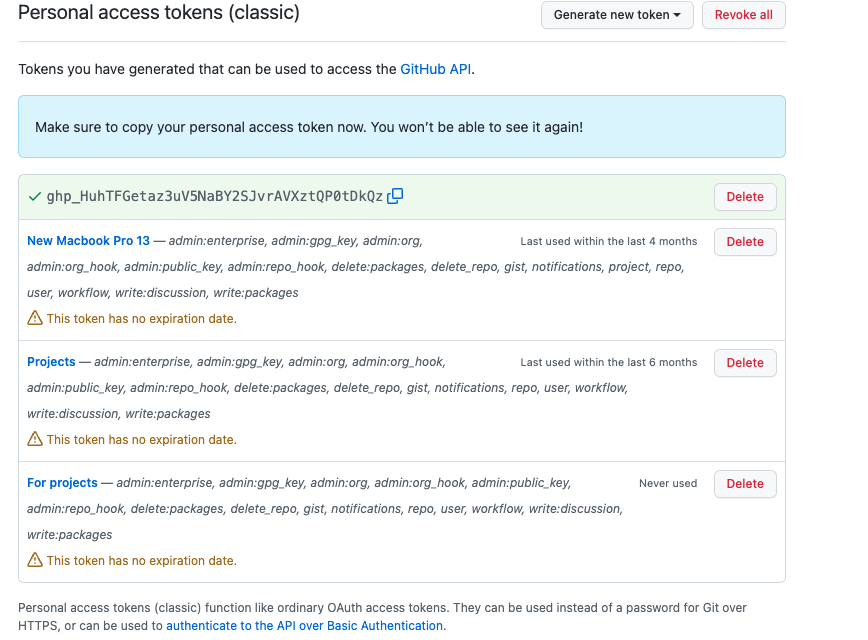 Personal access tokens (classic)
Generate new token
Revoke all
Tokens you have generated that can be used to access the GitHub API.
Make sure to copy your personal access token now. You won’t be able to see it again!
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
Delete
New Macbook Pro 13 — admin:enterprise, admin:gpg_key, admin:org,
Last used within the last 4 months
Delete
admin:org_hook, admin:public_key, admin:repo_hook, delete:packages, delete_repo, gist, notifications, project, repo,
user, workflow, write:discussion, write:packages
This token has no expiration date.
Projects — admin:enterprise, admin:gpg_key, admin:org, admin:org_hook,
Last used within the last 6 months
Delete
admin:public_key, admin:repo_hook, delete:packages, delete_repo, gist, notifications, repo, user, workflow,
write:discussion, write:packages
This token has no expiration date.
For projects — admin:enterprise, admin:gpg_key, admin:org, admin:org_hook, admin:public_key,
Never used
Delete
admin:repo_hook, delete:packages, delete_repo, gist, notifications, repo, user, workflow, write:discussion,
write:packages
This token has no expiration date.
Personal access tokens (classic) function like ordinary OAuth access tokens. They can be used instead of a password for Git over
HTTPS, or can be used to authenticate to the API over Basic Authentication.